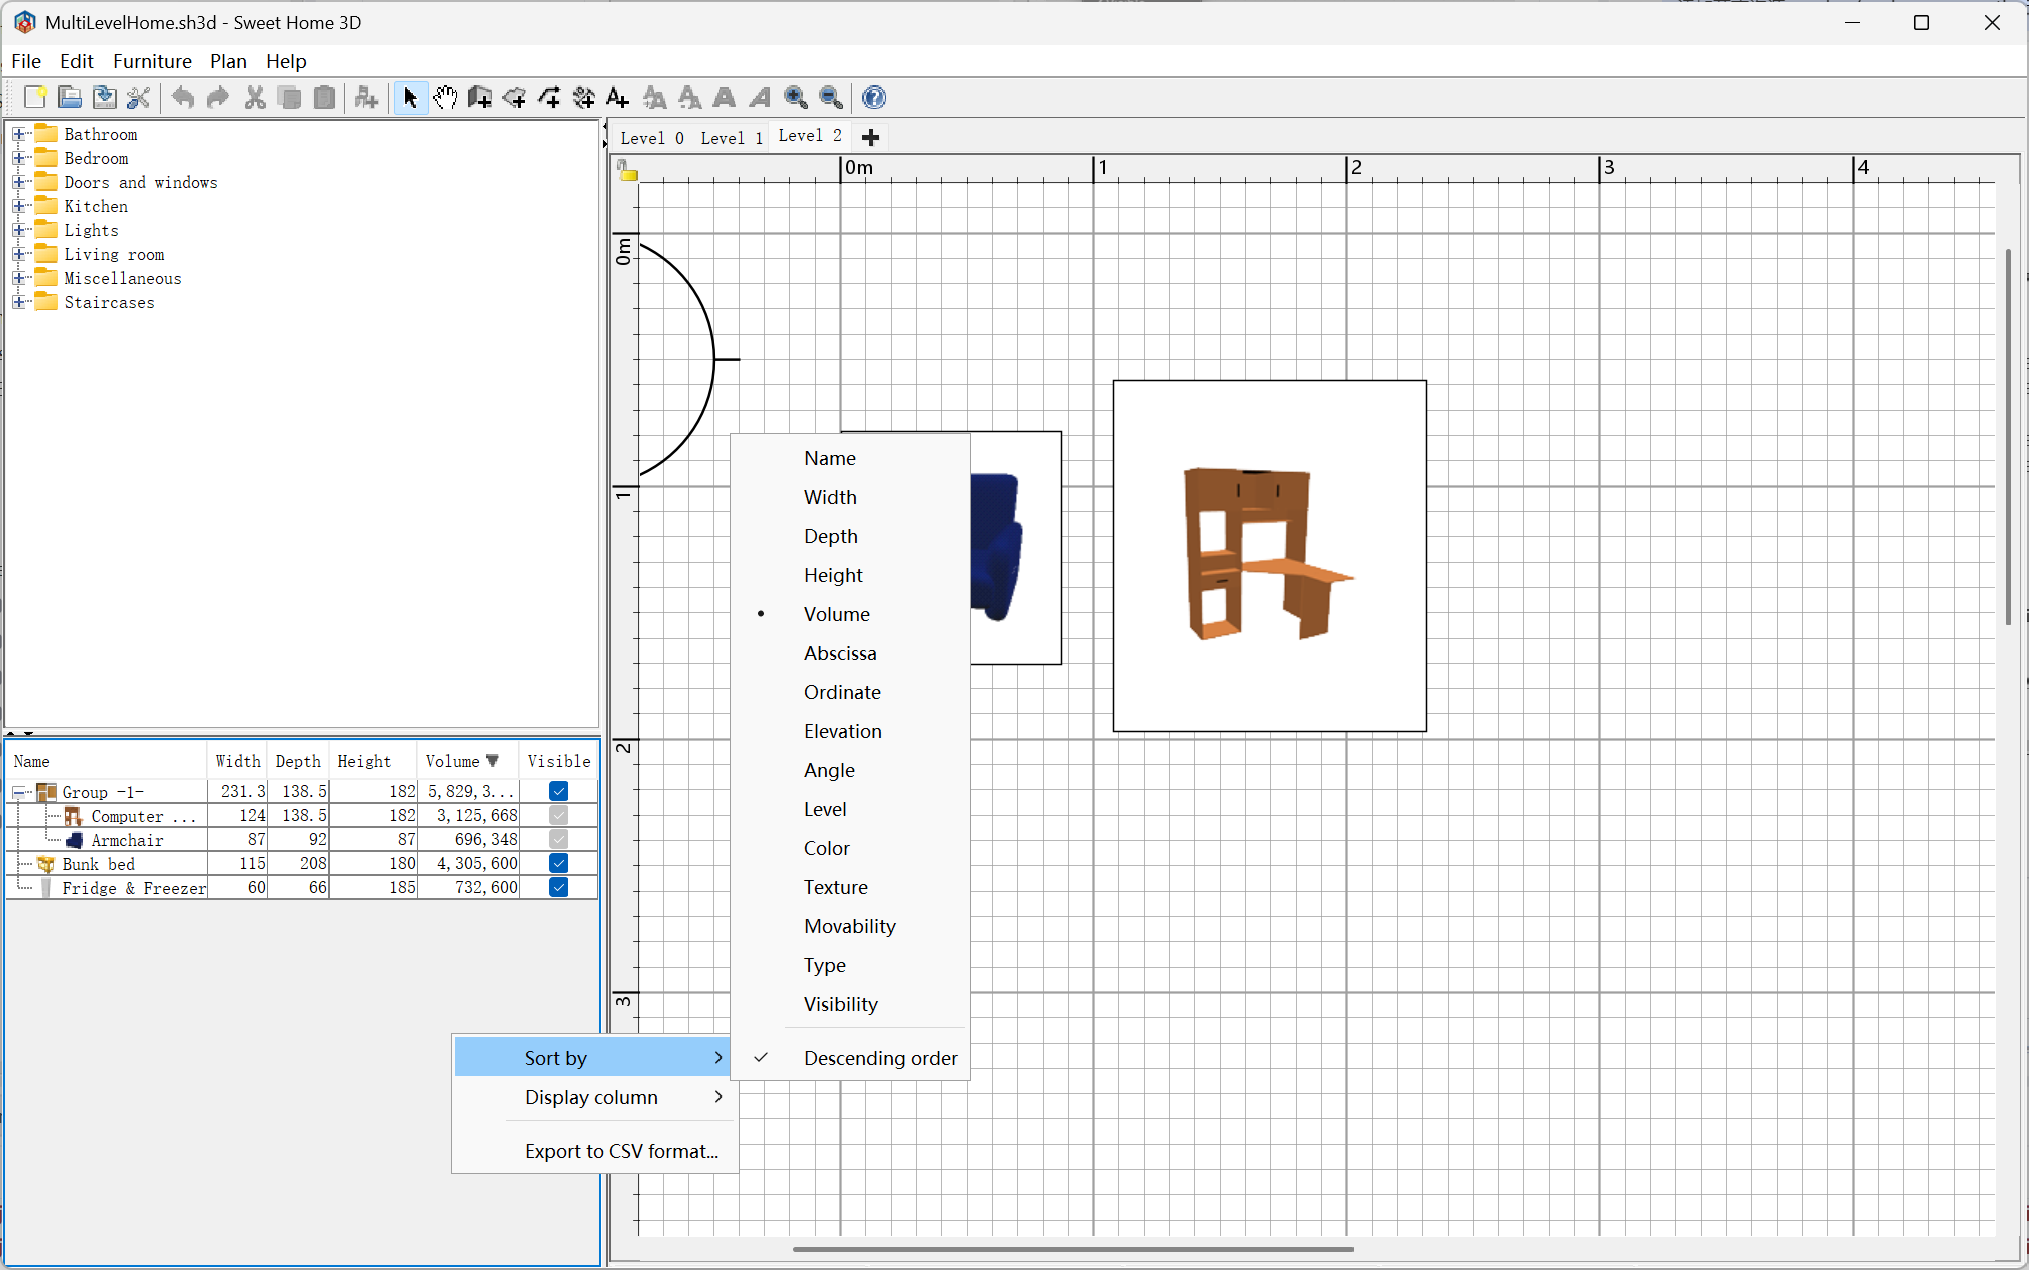 MultiLevelHome.sh3d - Sweet Home 3D
File Edit Furniture Plan Help
Bathroom
Bedroom
Doors and windows
Kitchen
Lights
Living room
Miscellaneous
Staircases
Level 0 Level 1 Level 2
0m 1 2 3 4
0m
1
2
3
Name Width Depth Height Volume Visible
Group -1- 231.3 138.5 182 5,829,3...
Computer ... 124 138.5 182 3,125,668
Armchair 87 92 87 696,348
Bunk bed 115 208 180 4,305,600
Fridge & Freezer 60 66 185 732,600
Sort by
Display column
Export to CSV format...
Name
Width
Depth
Height
Volume
Abscissa
Ordinate
Elevation
Angle
Level
Color
Texture
Movability
Type
Visibility
Descending order